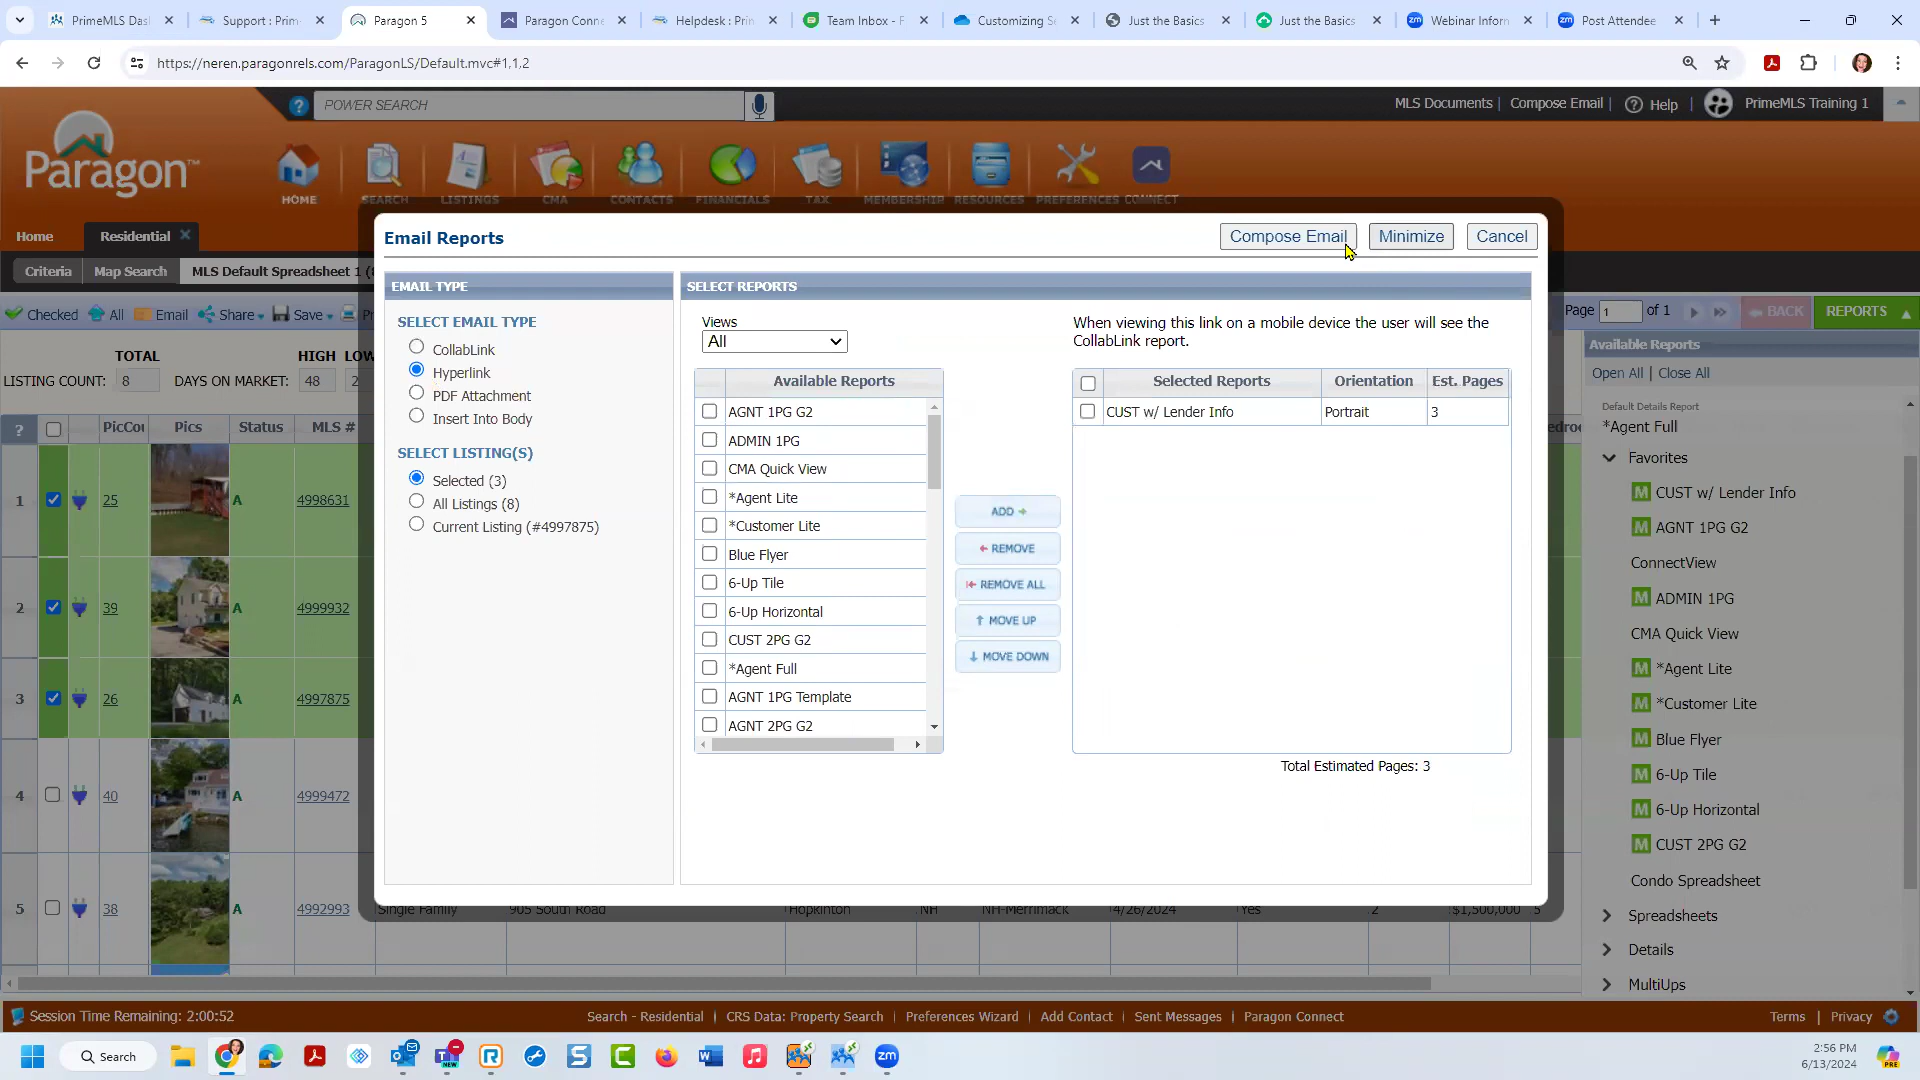 PrimeMLS Das
Support : Prim
Paragon 5
Paragon Conne
Helpdesk : Prim
Team Inbox - F
Customizing Se
Just the Basics
Just the Basics
Webinar Inform
Post Attendee
https://neren.paragonrels.com/ParagonLS/Default.mvc#1,1,2
POWER SEARCH
MLS Documents | Compose Email | Help | PrimeMLS Training 1
Paragon™
HOME SEARCH LISTINGS CMA CONTACTS FINANCIALS TAX MEMBERSHIP RESOURCES PREFERENCES CONNECT
Home Residential
Criteria Map Search MLS Default Spreadsheet 1 (8
Checked All Email Share Save Pr
Page 1 of 1 BACK REPORTS
TOTAL HIGH LOW
LISTING COUNT: 8 DAYS ON MARKET: 48 2
? PicCou Pics Status MLS #
1 25 A 4998631
2 39 A 4999932
3 26 A 4997875
4 40 A 4999472
5 38 A 4992993 Single Family 905 South Road Hopkinton NH NH-Merrimack 4/26/2024 Yes 2 $1,500,000 5
Email Reports
Compose Email Minimize Cancel
EMAIL TYPE
SELECT EMAIL TYPE
CollabLink
Hyperlink
PDF Attachment
Insert Into Body
SELECT LISTING(S)
Selected (3)
All Listings (8)
Current Listing (#4997875)
SELECT REPORTS
Views
All
Available Reports
AGNT 1PG G2
ADMIN 1PG
CMA Quick View
*Agent Lite
*Customer Lite
Blue Flyer
6-Up Tile
6-Up Horizontal
CUST 2PG G2
*Agent Full
AGNT 1PG Template
AGNT 2PG G2
ADD
REMOVE
REMOVE ALL
MOVE UP
MOVE DOWN
When viewing this link on a mobile device the user will see the
CollabLink report.
Selected Reports Orientation Est. Pages
CUST w/ Lender Info Portrait 3
Total Estimated Pages: 3
Available Reports
Open All | Close All
Default Details Report
*Agent Full
Favorites
M CUST w/ Lender Info
M AGNT 1PG G2
ConnectView
M ADMIN 1PG
CMA Quick View
M *Agent Lite
M *Customer Lite
M Blue Flyer
M 6-Up Tile
M 6-Up Horizontal
M CUST 2PG G2
Condo Spreadsheet
Spreadsheets
Details
MultiUps
Session Time Remaining: 2:00:52
Search - Residential | CRS Data: Property Search | Preferences Wizard | Add Contact | Sent Messages | Paragon Connect
Terms | Privacy
Search
2:56 PM
6/13/2024